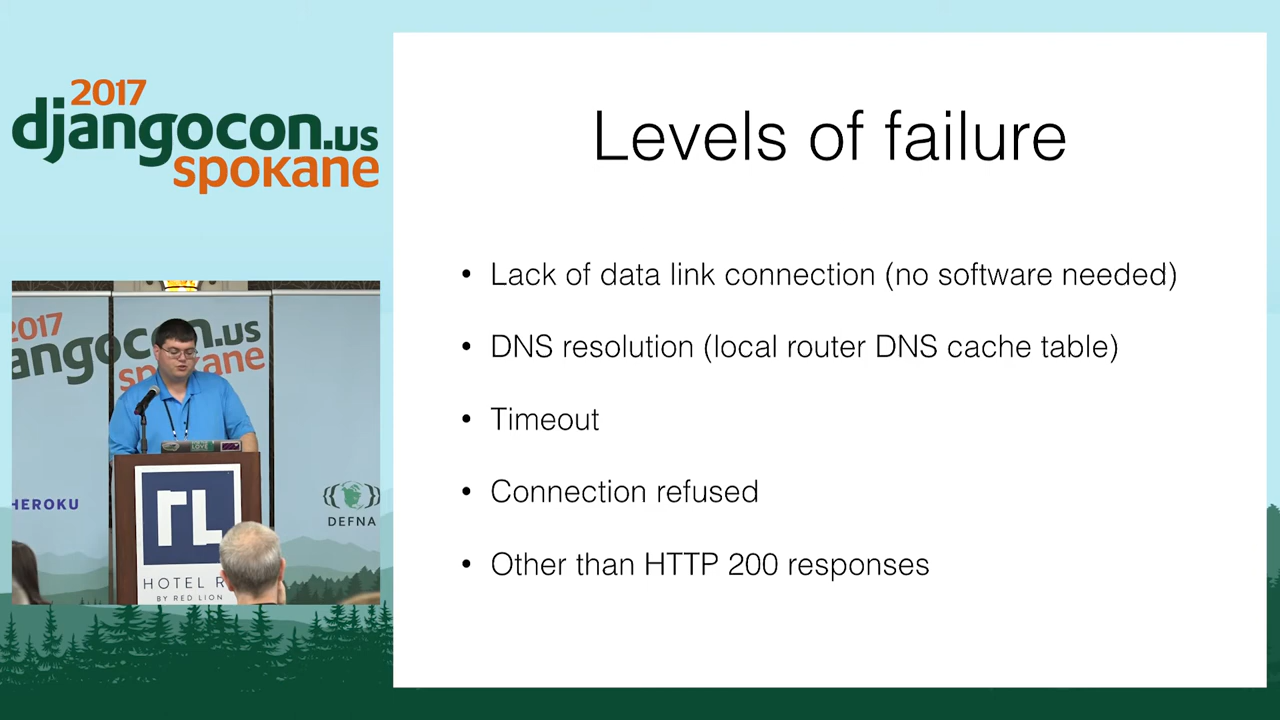 2017
djangocon.us
spokane
Levels of failure
• Lack of data link connection (no software needed)
• DNS resolution (local router DNS cache table)
• Timeout
• Connection refused
• Other than HTTP 200 responses
2017
angocon.us
spokane
HEROKU
DEFNA
rL
HOTEL R
BY RED LION